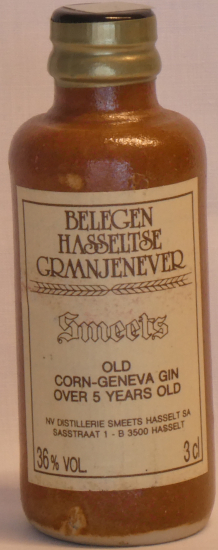 BELEGEN
HASSELTSE
GRAANJENEVER
Smeets
OLD
CORN-GENEVA GIN
OVER 5 YEARS OLD
NV DISTILLERIE SMEETS HASSELT SA
SASSTRAAT 1 - B 3500 HASSELT
36% VOL. 3 cl